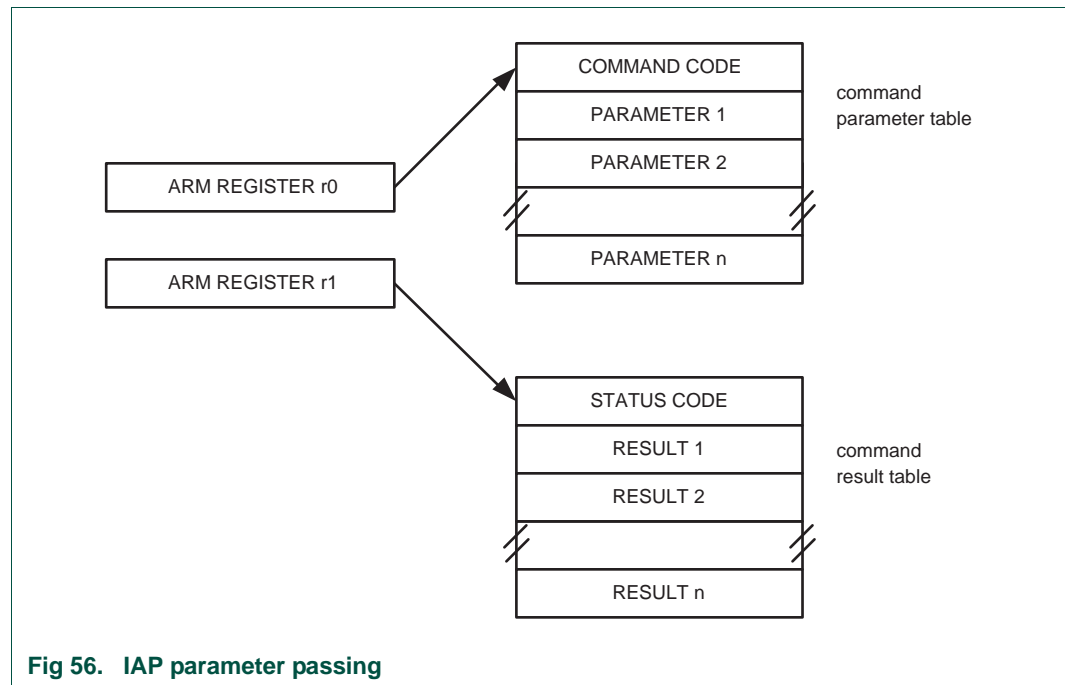 COMMAND CODE
PARAMETER 1
PARAMETER 2
PARAMETER n
command
parameter table
ARM REGISTER r0
ARM REGISTER r1
STATUS CODE
RESULT 1
RESULT 2
RESULT n
command
result table
Fig 56. IAP parameter passing